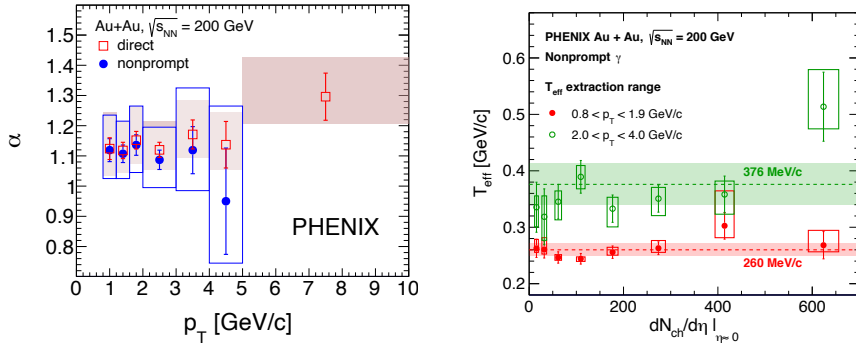 Au+Au, √s_NN = 200 GeV
direct
nonprompt
PHENIX
α
1.5
1.4
1.3
1.2
1.1
1
0.9
0.8
0 1 2 3 4 5 6 7 8 9 10
p_T [GeV/c]
PHENIX Au + Au, √s_NN = 200 GeV
Nonprompt γ
T_eff extraction range
0.8 < p_T < 1.9 GeV/c
2.0 < p_T < 4.0 GeV/c
376 MeV/c
260 MeV/c
T_eff [GeV/c]
0.6
0.5
0.4
0.3
0.2
0 200 400 600
dN_ch/dη |_η≈0